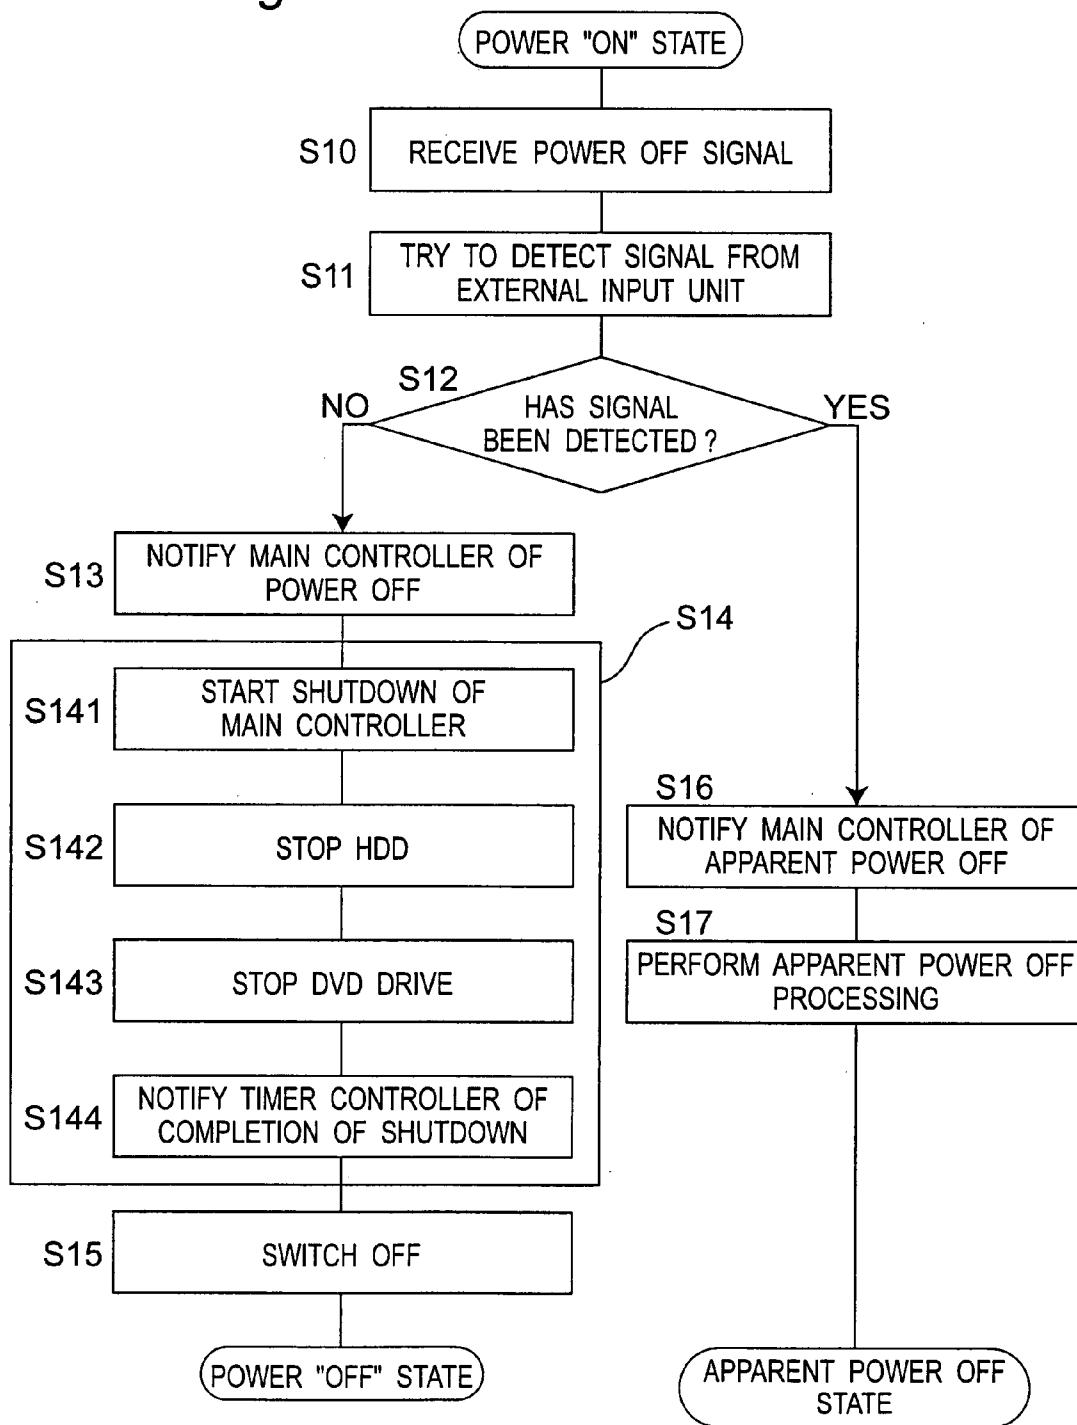 POWER "ON" STATE
S10
RECEIVE POWER OFF SIGNAL
S11
TRY TO DETECT SIGNAL FROM
EXTERNAL INPUT UNIT
S12
NO
HAS SIGNAL
BEEN DETECTED ?
YES
S13
NOTIFY MAIN CONTROLLER OF
POWER OFF
S14
S141
START SHUTDOWN OF
MAIN CONTROLLER
S142
STOP HDD
S16
NOTIFY MAIN CONTROLLER OF
APPARENT POWER OFF
S143
STOP DVD DRIVE
S17
PERFORM APPARENT POWER OFF
PROCESSING
S144
NOTIFY TIMER CONTROLLER OF
COMPLETION OF SHUTDOWN
S15
SWITCH OFF
POWER "OFF" STATE
APPARENT POWER OFF
STATE